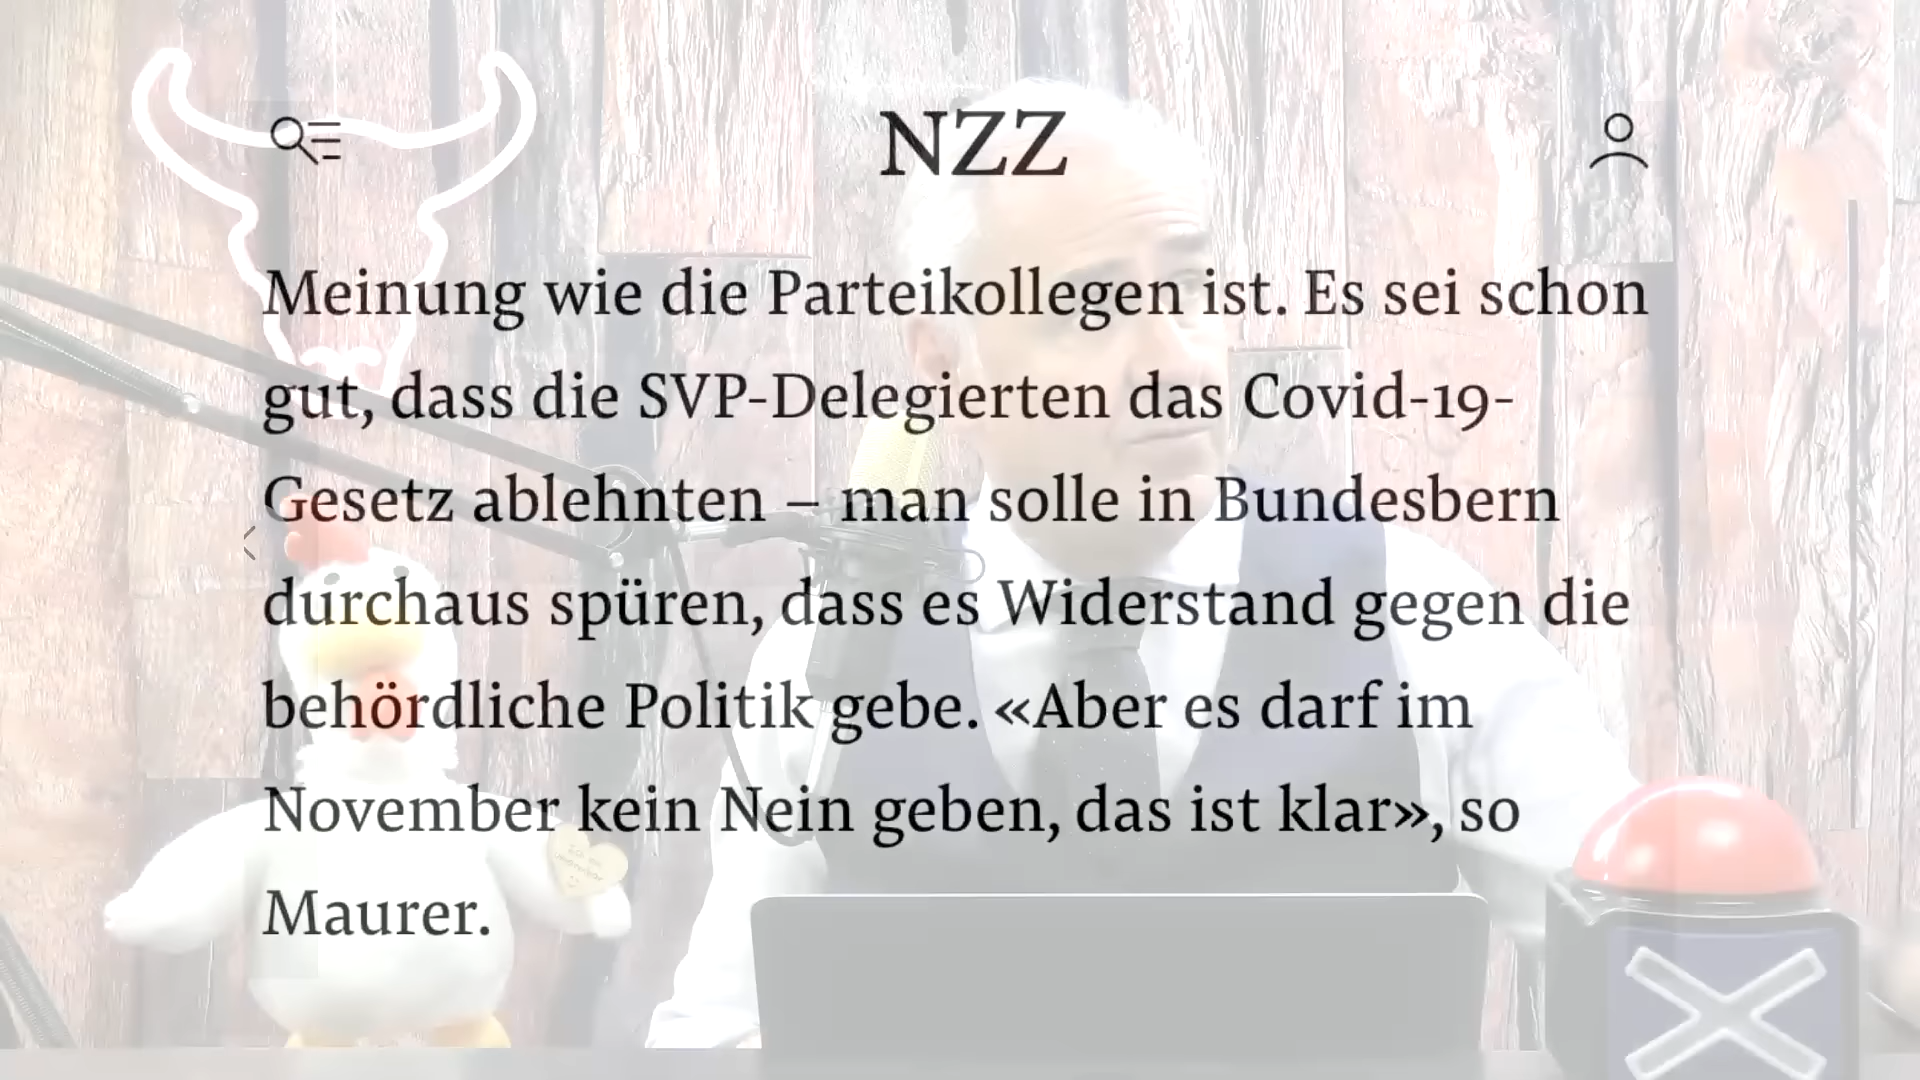 NZZ
Meinung wie die Parteikollegen ist. Es sei schon
gut, dass die SVP-Delegierten das Covid-19-
Gesetz ablehnten – man solle in Bundesbern
durchaus spüren, dass es Widerstand gegen die
behördliche Politik gebe. «Aber es darf im
November kein Nein geben, das ist klar», so
Maurer.